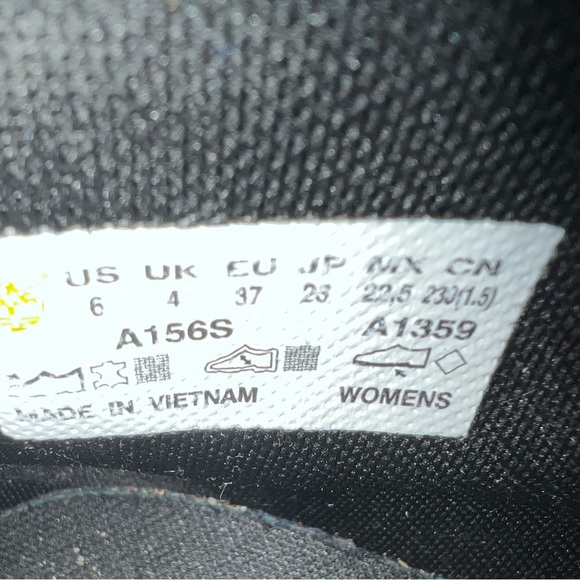 US UK EU JP MX CN
6 4 37 23 22,5 230(1.5)
A156S A1359
MADE IN VIETNAM WOMENS